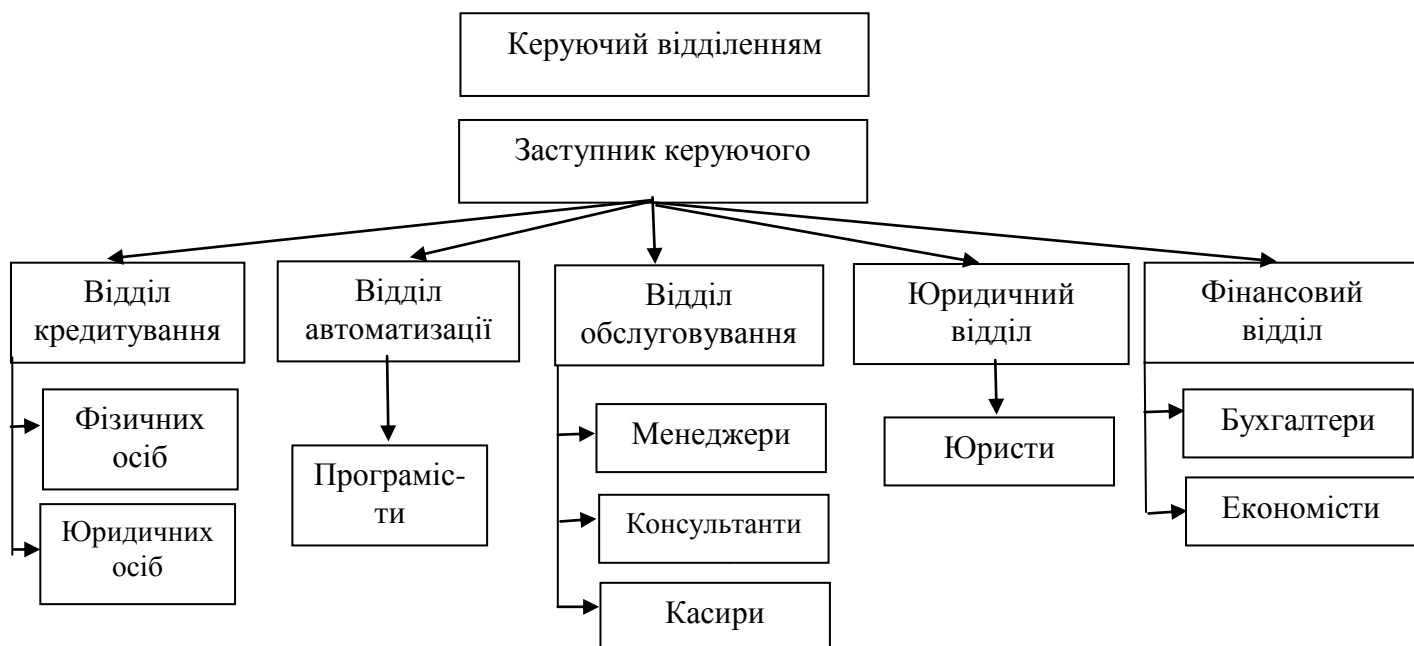 Керуючий відділенням
Заступник керуючого
Відділ
кредитування
Відділ
автоматизації
Відділ
обслуговування
Юридичний
відділ
Фінансовий
відділ
Фізичних
осіб
Юридичних
осіб
Програміс-
ти
Менеджери
Консультанти
Касири
Юристи
Бухгалтери
Економісти